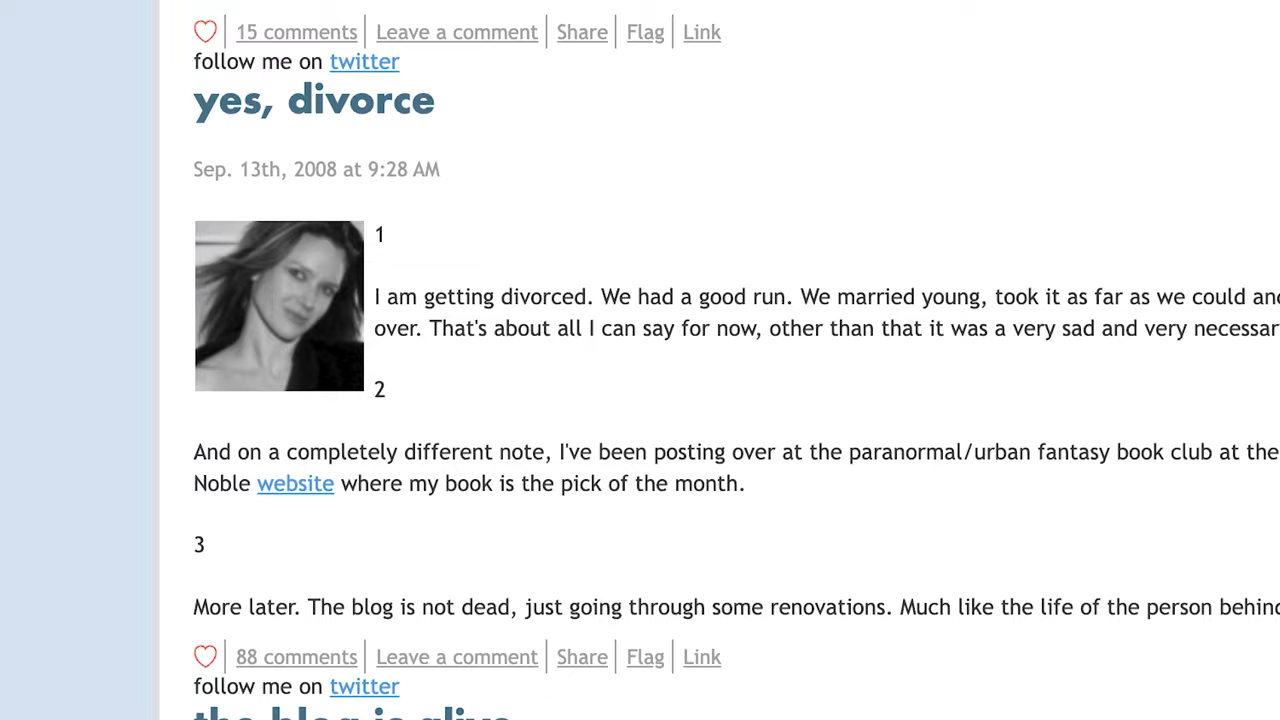 15 comments Leave a comment Share Flag Link
follow me on twitter
yes, divorce
Sep. 13th, 2008 at 9:28 AM
1
I am getting divorced. We had a good run. We married young, took it as far as we could and
over. That's about all I can say for now, other than that it was a very sad and very necessar
2
And on a completely different note, I've been posting over at the paranormal/urban fantasy book club at the
Noble website where my book is the pick of the month.
3
More later. The blog is not dead, just going through some renovations. Much like the life of the person behind
88 comments Leave a comment Share Flag Link
follow me on twitter
the blog is alive